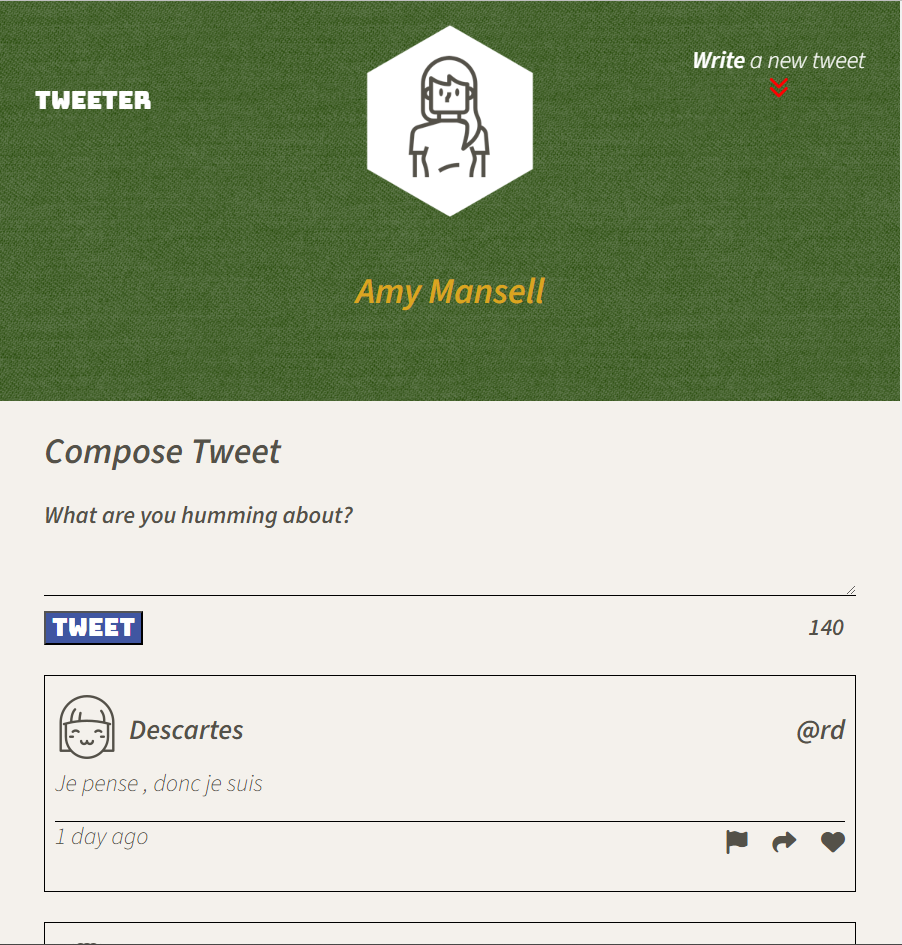 TWEETER
Write a new tweet
Amy Mansell
Compose Tweet
What are you humming about?
TWEET
140
Descartes
@rd
Je pense , donc je suis
1 day ago